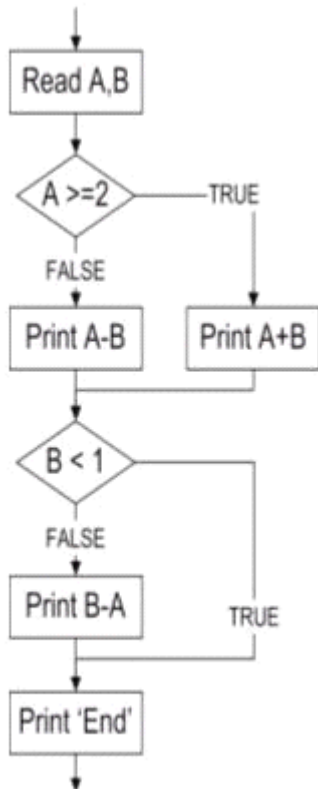 Read A,B
A >=2
TRUE
FALSE
Print A-B
Print A+B
B < 1
FALSE
Print B-A
TRUE
Print ‘End’